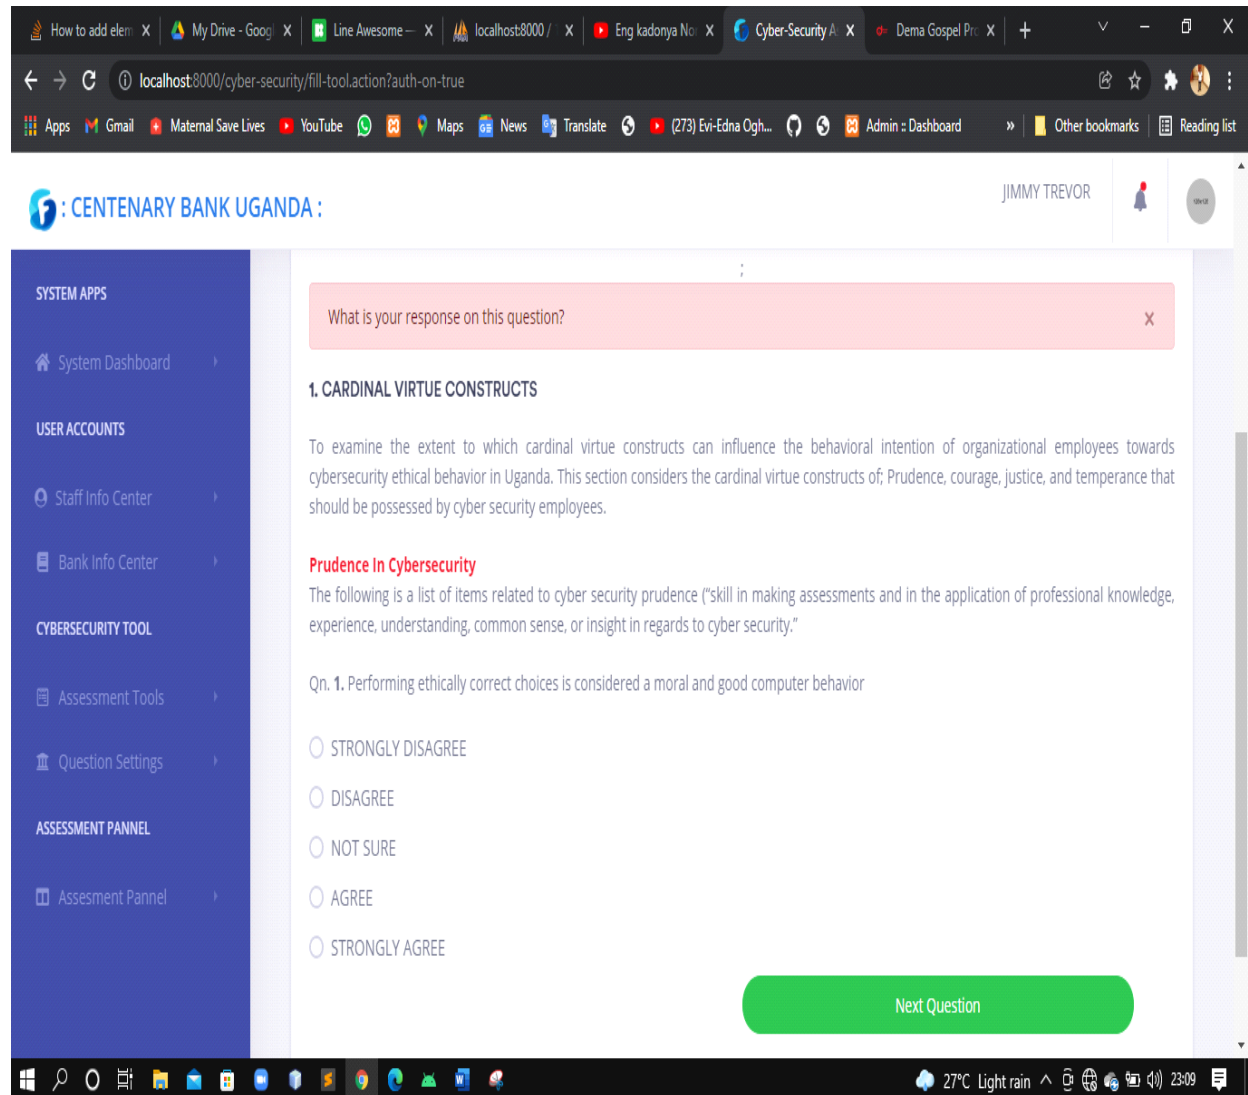 How to add elem
My Drive - Googl
Line Awesome —
localhost:8000 /
Eng kadonya Nor
Cyber-Security A
Dema Gospel Pro
localhost:8000/cyber-security/fill-tool.action?auth-on-true
Apps Gmail Maternal Save Lives YouTube Maps News Translate (273) Evi-Edna Ogh... Admin :: Dashboard » Other bookmarks Reading list
: CENTENARY BANK UGANDA :
JIMMY TREVOR
SYSTEM APPS
System Dashboard
USER ACCOUNTS
Staff Info Center
Bank Info Center
CYBERSECURITY TOOL
Assessment Tools
Question Settings
ASSESSMENT PANNEL
Assesment Pannel
;
What is your response on this question? x
1. CARDINAL VIRTUE CONSTRUCTS
To examine the extent to which cardinal virtue constructs can influence the behavioral intention of organizational employees towards
cybersecurity ethical behavior in Uganda. This section considers the cardinal virtue constructs of; Prudence, courage, justice, and temperance that
should be possessed by cyber security employees.
Prudence In Cybersecurity
The following is a list of items related to cyber security prudence (“skill in making assessments and in the application of professional knowledge,
experience, understanding, common sense, or insight in regards to cyber security.”
Qn. 1. Performing ethically correct choices is considered a moral and good computer behavior
STRONGLY DISAGREE
DISAGREE
NOT SURE
AGREE
STRONGLY AGREE
Next Question
27°C Light rain 23:09